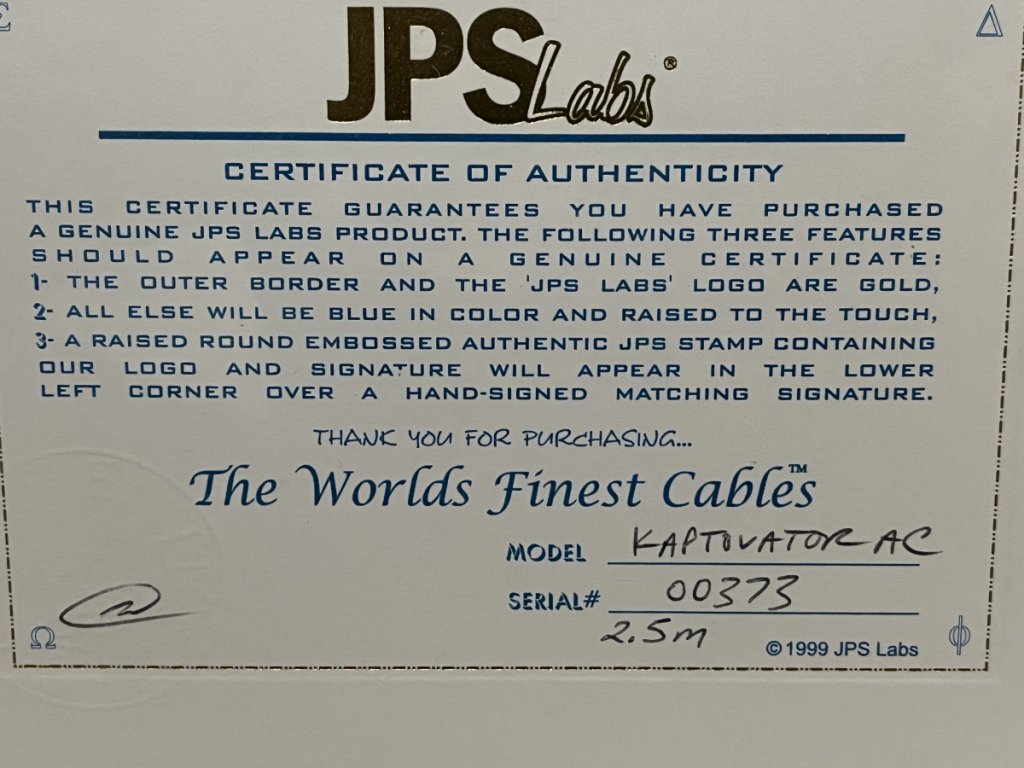 Σ
Δ
JPS Labs®
CERTIFICATE OF AUTHENTICITY
THIS CERTIFICATE GUARANTEES YOU HAVE PURCHASED
A GENUINE JPS LABS PRODUCT. THE FOLLOWING THREE FEATURES
SHOULD APPEAR ON A GENUINE CERTIFICATE:
1- THE OUTER BORDER AND THE 'JPS LABS' LOGO ARE GOLD,
2- ALL ELSE WILL BE BLUE IN COLOR AND RAISED TO THE TOUCH,
3- A RAISED ROUND EMBOSSED AUTHENTIC JPS STAMP CONTAINING
OUR LOGO AND SIGNATURE WILL APPEAR IN THE LOWER
LEFT CORNER OVER A HAND-SIGNED MATCHING SIGNATURE.
THANK YOU FOR PURCHASING...
The Worlds Finest Cables™
MODEL KAPTOVATOR AC
SERIAL# 00373
2.5m
Ω
©1999 JPS Labs
ϕ